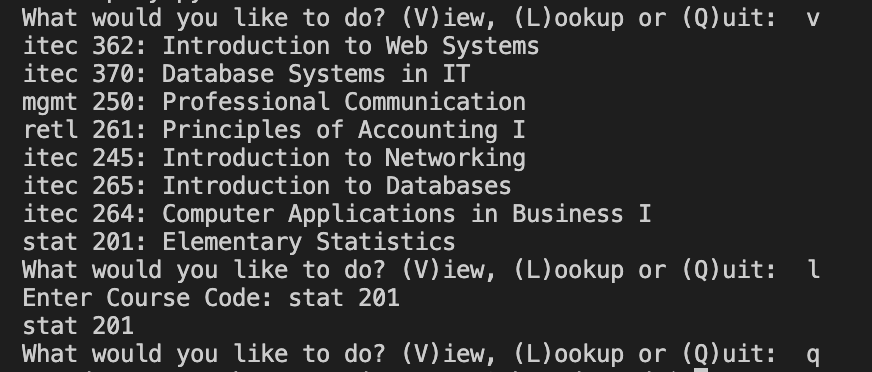 What would you like to do? (V)iew, (L)ookup or (Q)uit:  v
itec 362: Introduction to Web Systems
itec 370: Database Systems in IT
mgmt 250: Professional Communication
retl 261: Principles of Accounting I
itec 245: Introduction to Networking
itec 265: Introduction to Databases
itec 264: Computer Applications in Business I
stat 201: Elementary Statistics
What would you like to do? (V)iew, (L)ookup or (Q)uit:  l
Enter Course Code: stat 201
stat 201
What would you like to do? (V)iew, (L)ookup or (Q)uit:  q